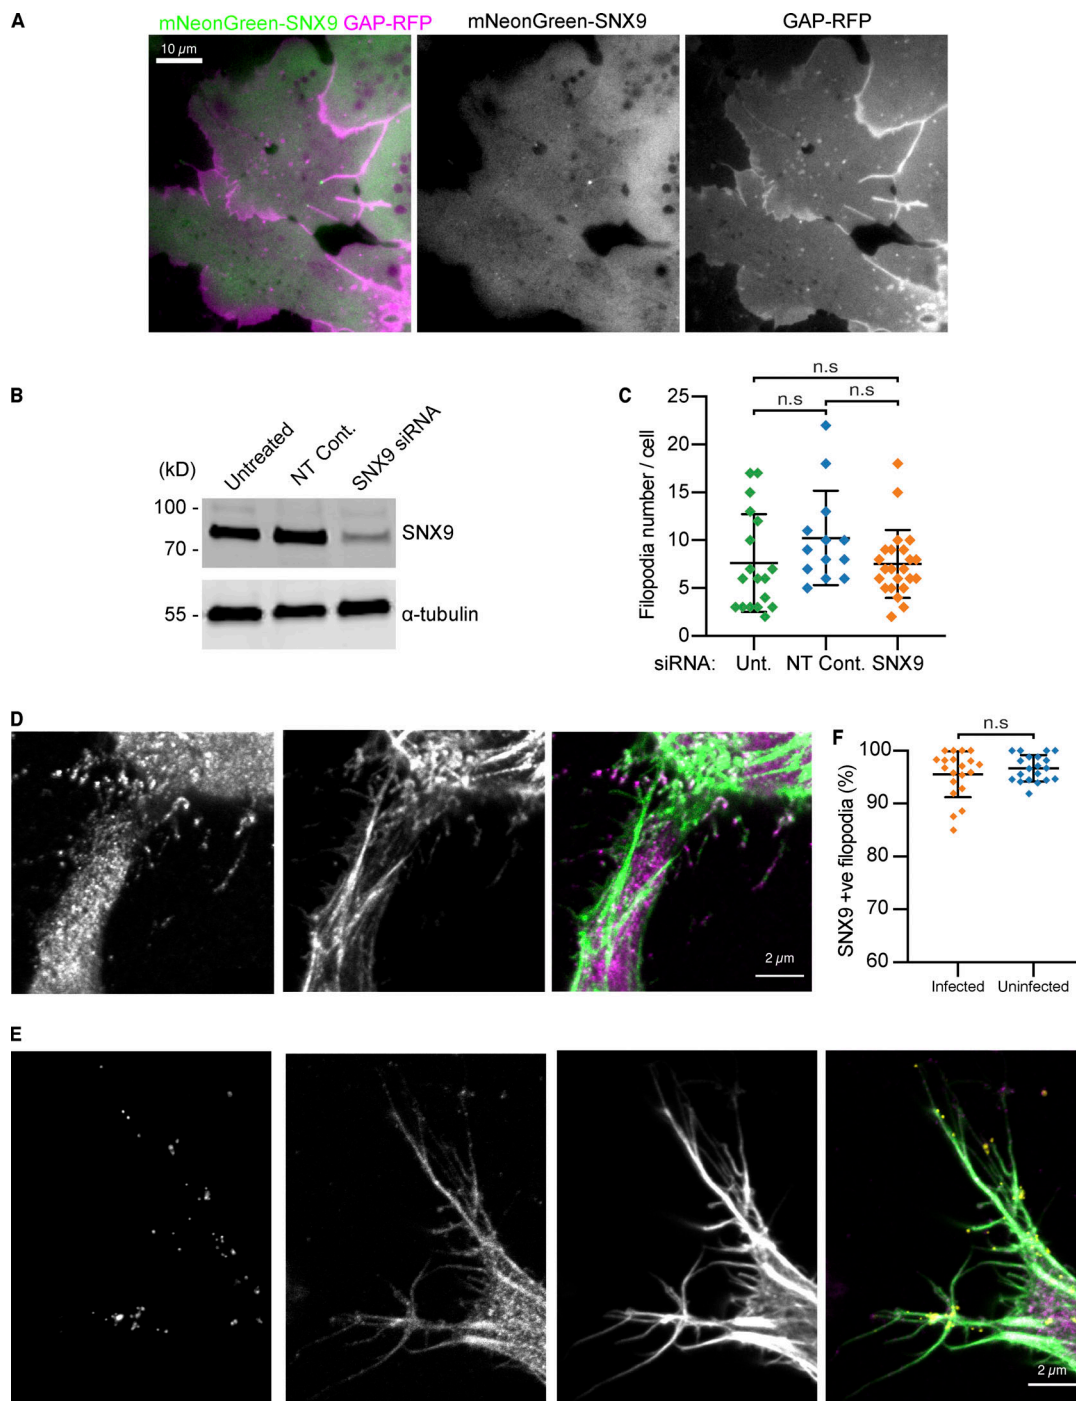 A
mNeonGreen-SNX9 GAP-RFP
mNeonGreen-SNX9
GAP-RFP
10 µm
B
(kD)
Untreated
NT Cont.
SNX9 siRNA
100 -
70 -
SNX9
55 -
α-tubulin
C
n.s
n.s
n.s
Filopodia number / cell
25
20
15
10
5
0
siRNA: Unt. NT Cont. SNX9
D
2 µm
F
n.s
SNX9 +ve filopodia (%)
100
90
80
70
60
Infected Uninfected
E
2 µm